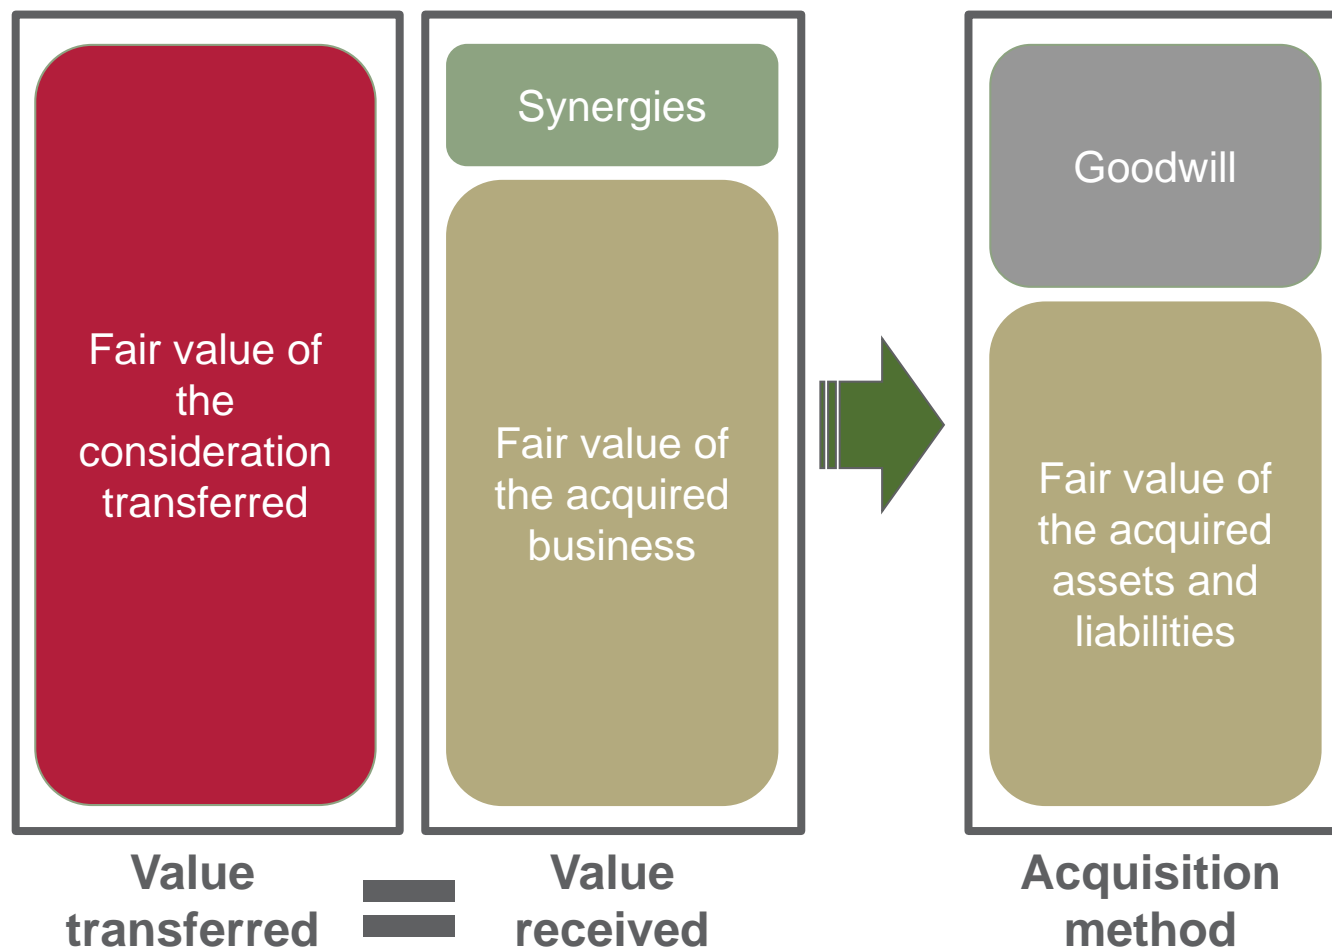 Fair value of
the
consideration
transferred
Synergies
Fair value of
the acquired
business
Goodwill
Fair value of
the acquired
assets and
liabilities
Value
transferred
Value
received
Acquisition
method